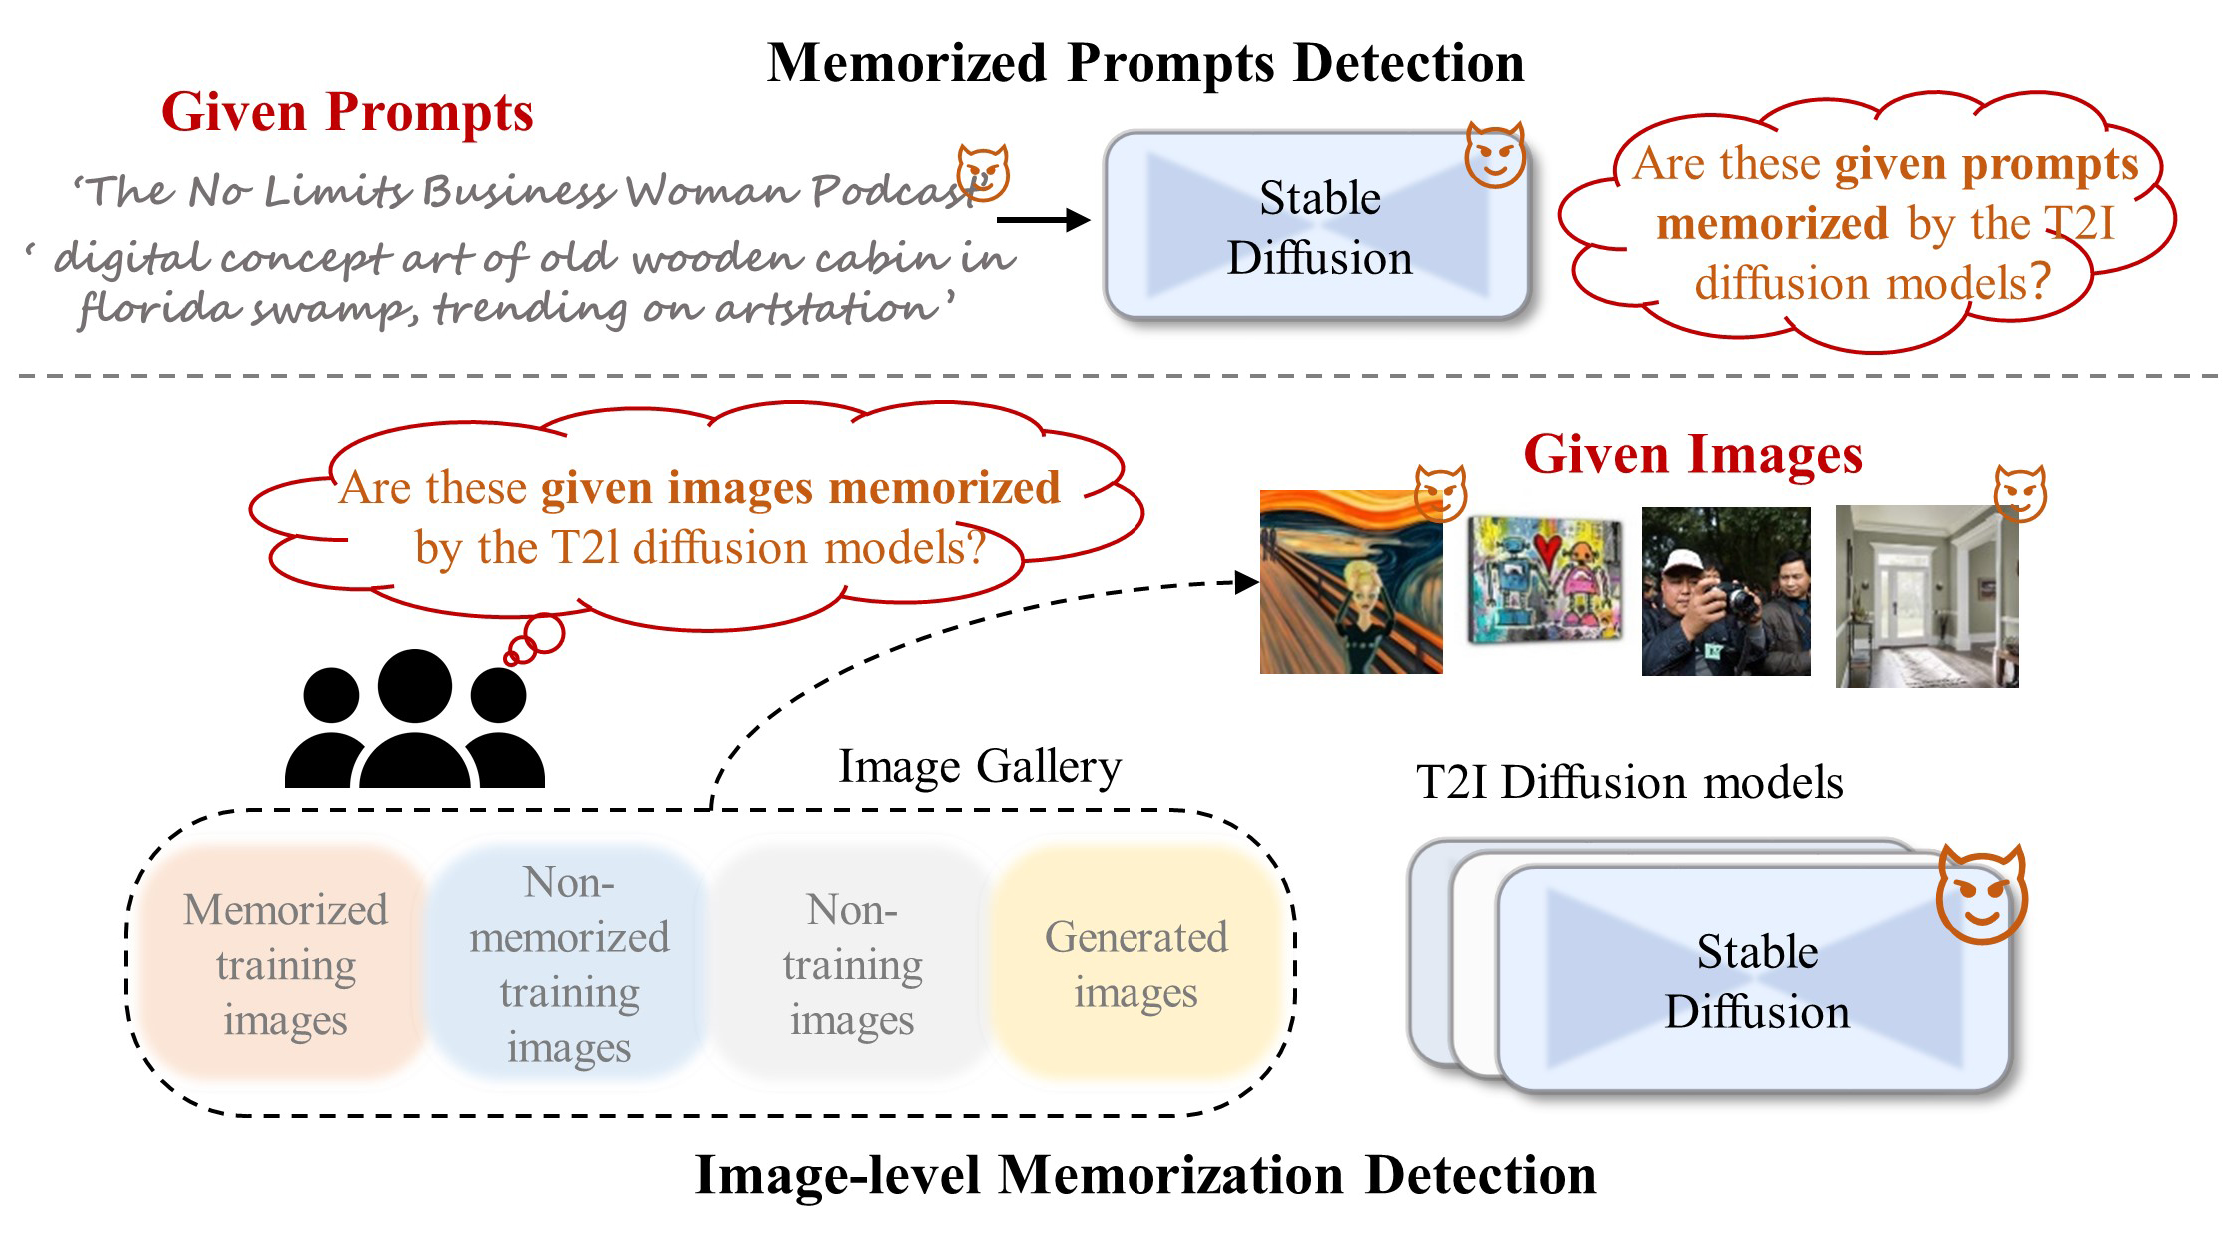 Memorized Prompts Detection
Given Prompts
‘The No Limits Business Woman Podcast’
‘ digital concept art of old wooden cabin in
florida swamp, trending on artstation’
Stable
Diffusion
Are these given prompts
memorized by the T2I
diffusion models?
Are these given images memorized
by the T2l diffusion models?
Given Images
Image Gallery
Memorized
training
images
Non-
memorized
training
images
Non-
training
images
Generated
images
T2I Diffusion models
Stable
Diffusion
Image-level Memorization Detection